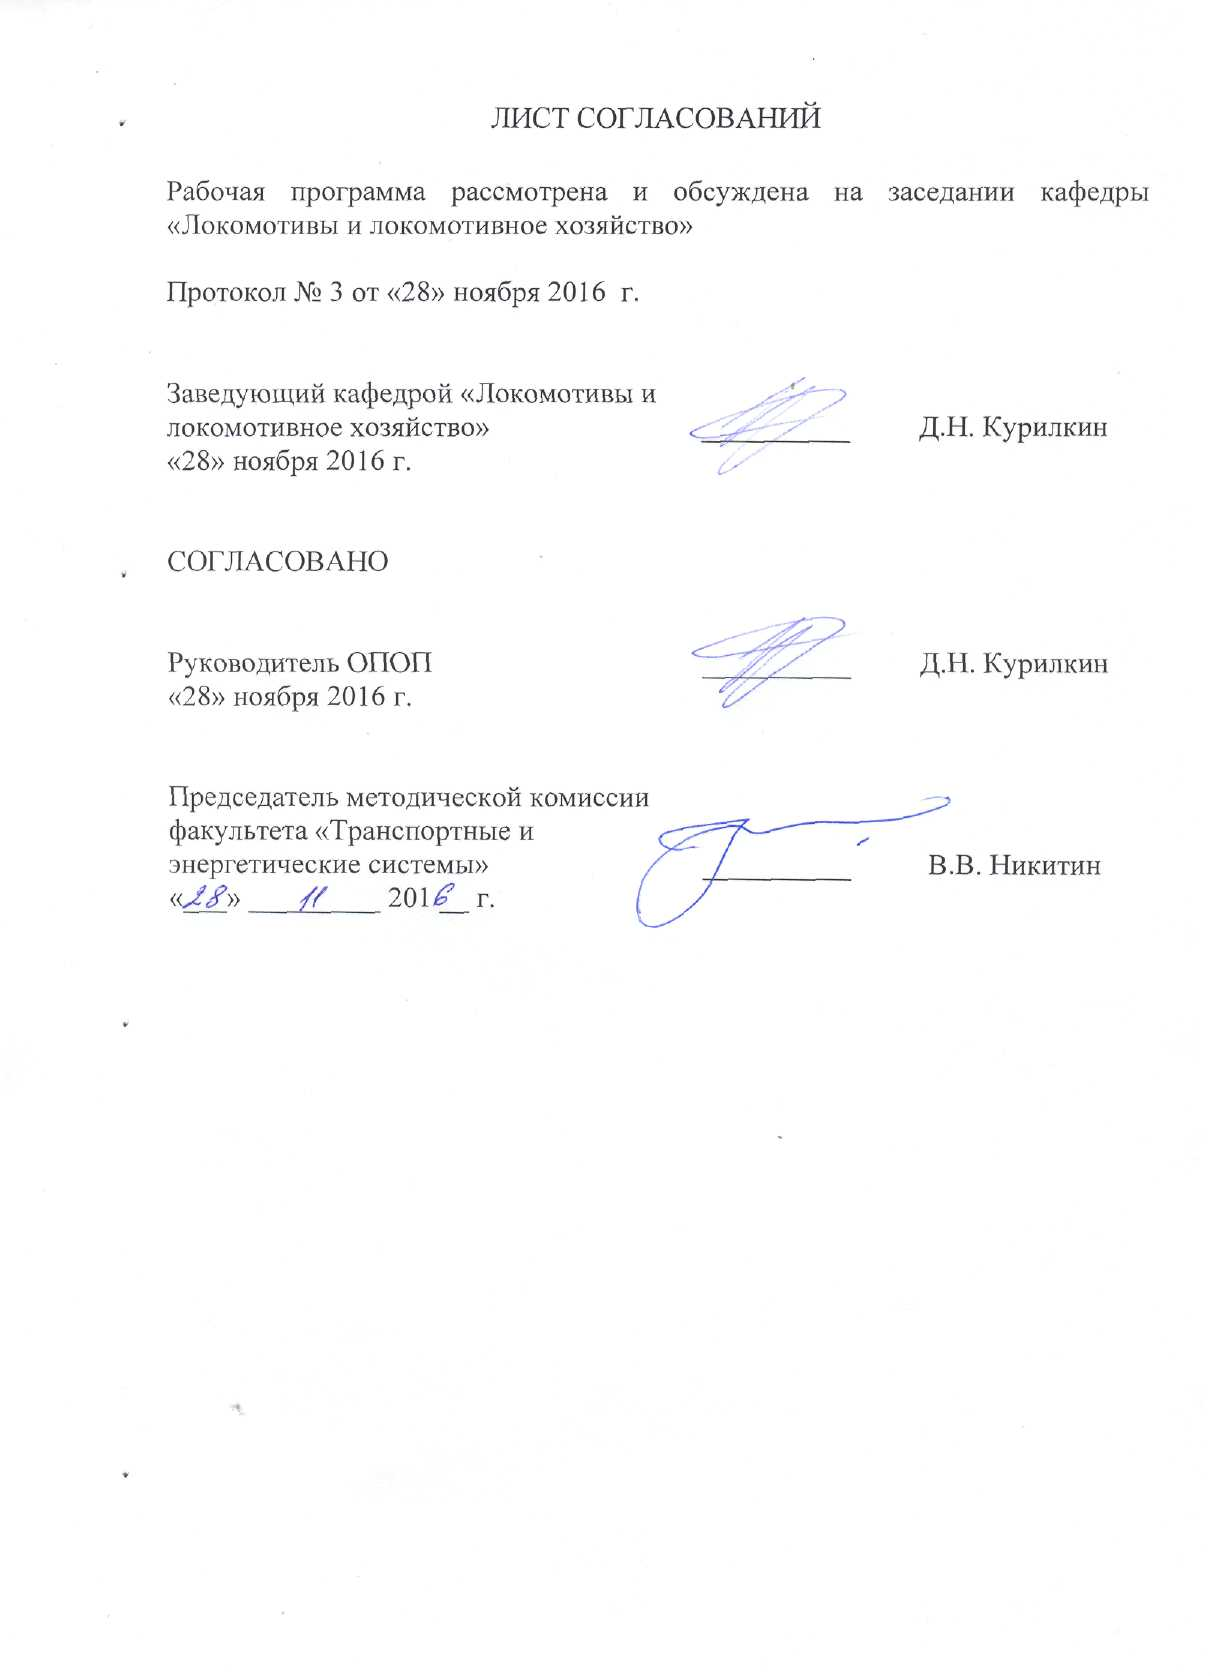 ЛИСТ СОГЛАСОВАНИЙ
Рабочая программа рассмотрена и обсуждена на заседании кафедры
«Локомотивы и локомотивное хозяйство»
Протокол № 3 от «28» ноября 2016 г.
Заведующий кафедрой «Локомотивы и
локомотивное хозяйство» Д.Н. Курилкин
«28» ноября 2016 г.
СОГЛАСОВАНО
Руководитель ОПОП Д.Н. Курилкин
«28» ноября 2016 г.
Председатель методической комиссии
факультета «Транспортные и
энергетические системы» В.В. Никитин
«28» 11 2016 г.